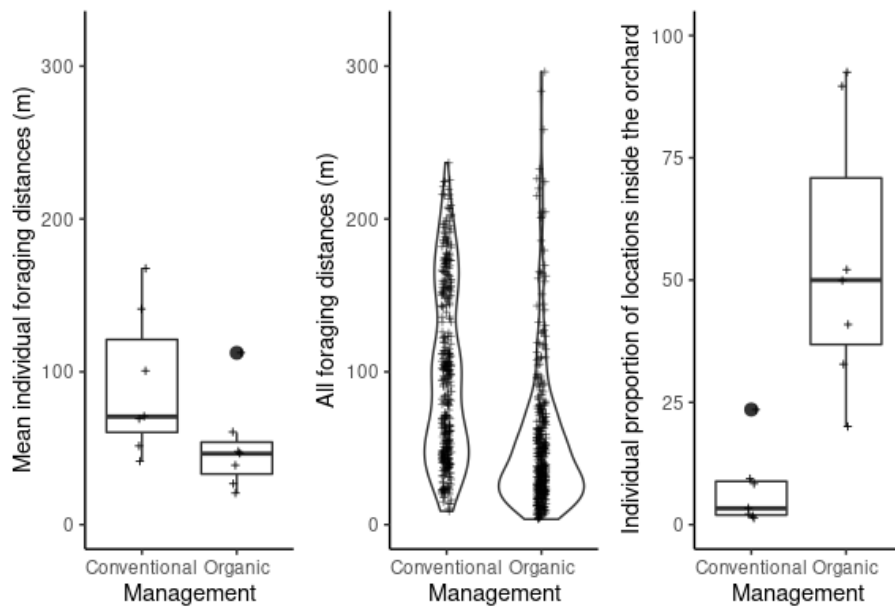 Mean individual foraging distances (m)
300
200
100
0
Conventional Organic
Management
All foraging distances (m)
300
200
100
0
Conventional Organic
Management
Individual proportion of locations inside the orchard
100
75
50
25
0
Conventional Organic
Management